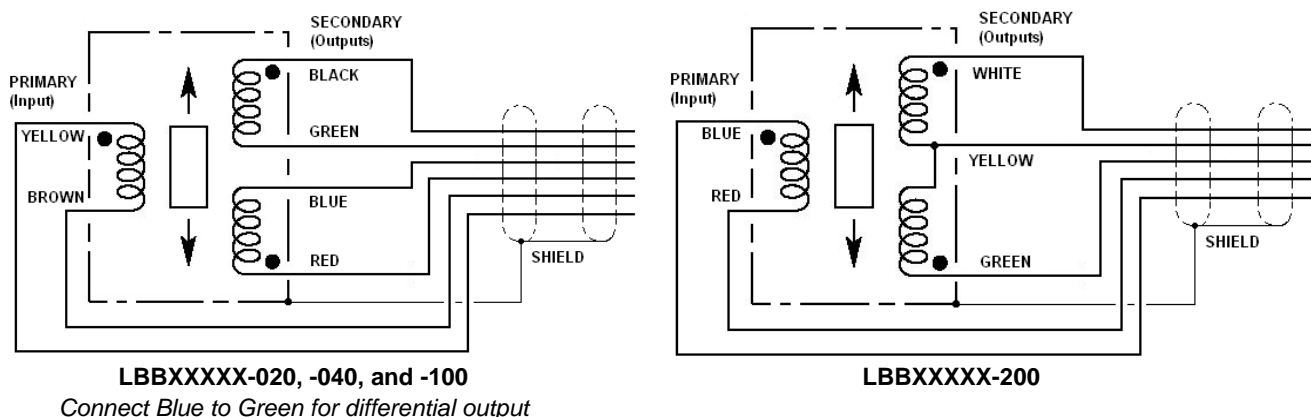 SECONDARY
(Outputs)
PRIMARY
(Input)
BLACK
YELLOW
GREEN
BROWN
BLUE
RED
SHIELD
LBBXXXXX-020, -040, and -100
Connect Blue to Green for differential output
SECONDARY
(Outputs)
PRIMARY
(Input)
WHITE
BLUE
YELLOW
RED
GREEN
SHIELD
LBBXXXXX-200